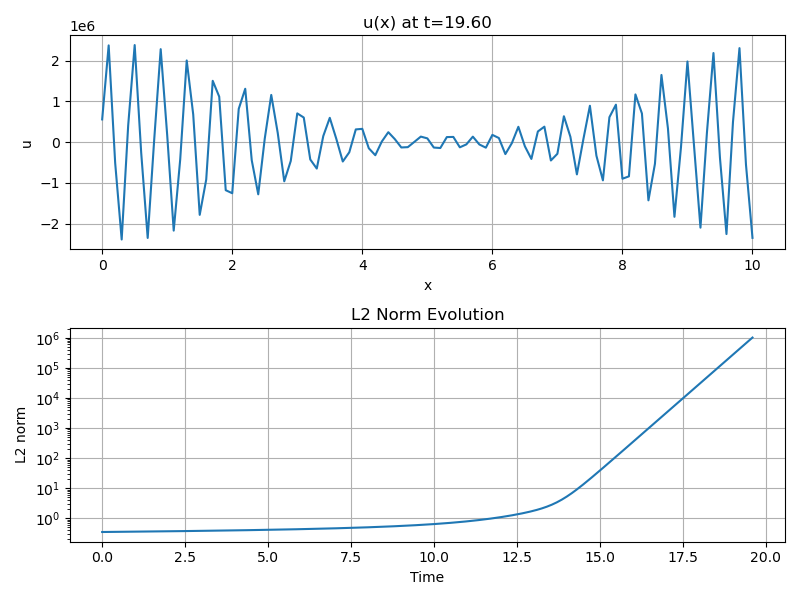 u(x) at t=19.60
1e6
2
1
0
−1
−2
u
0 2 4 6 8 10
x
L2 Norm Evolution
10^6
10^5
10^4
10^3
10^2
10^1
10^0
L2 norm
0.0 2.5 5.0 7.5 10.0 12.5 15.0 17.5 20.0
Time